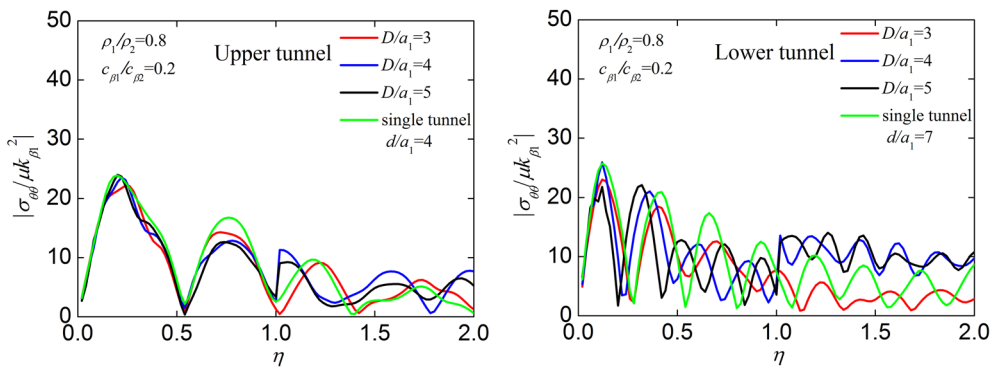 50
40
30
20
10
0
|σθθ/μkβ1²|
ρ1/ρ2=0.8
cβ1/cβ2=0.2
Upper tunnel
D/a1=3
D/a1=4
D/a1=5
single tunnel
d/a1=4
0.0 0.5 1.0 1.5 2.0
η
50
40
30
20
10
0
|σθθ/μkβ1²|
ρ1/ρ2=0.8
cβ1/cβ2=0.2
Lower tunnel
D/a1=3
D/a1=4
D/a1=5
single tunnel
d/a1=7
0.0 0.5 1.0 1.5 2.0
η